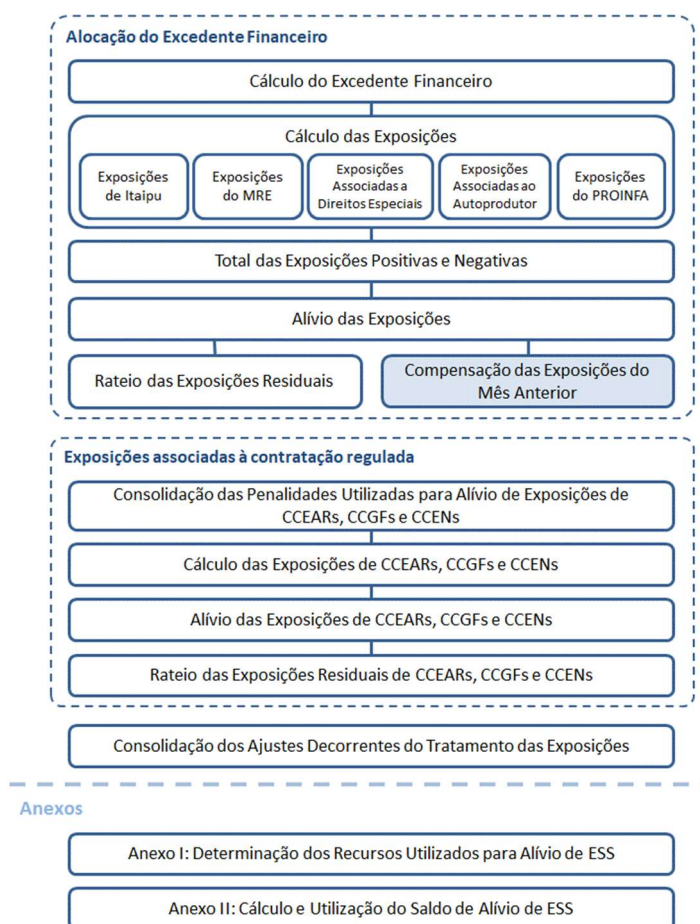 Alocação do Excedente Financeiro
Cálculo do Excedente Financeiro
Cálculo das Exposições
Exposições
de Itaipu
Exposições
do MRE
Exposições
Associadas a
Direitos Especiais
Exposições
Associadas ao
Autoprodutor
Exposições
do PROINFA
Total das Exposições Positivas e Negativas
Alívio das Exposições
Rateio das Exposições Residuais
Compensação das Exposições do
Mês Anterior
Exposições associadas à contratação regulada
Consolidação das Penalidades Utilizadas para Alívio de Exposições de
CCEARs, CCGFs e CCENs
Cálculo das Exposições de CCEARs, CCGFs e CCENs
Alívio das Exposições de CCEARs, CCGFs e CCENs
Rateio das Exposições Residuais de CCEARs, CCGFs e CCENs
Consolidação dos Ajustes Decorrentes do Tratamento das Exposições
Anexos
Anexo I: Determinação dos Recursos Utilizados para Alívio de ESS
Anexo II: Cálculo e Utilização do Saldo de Alívio de ESS